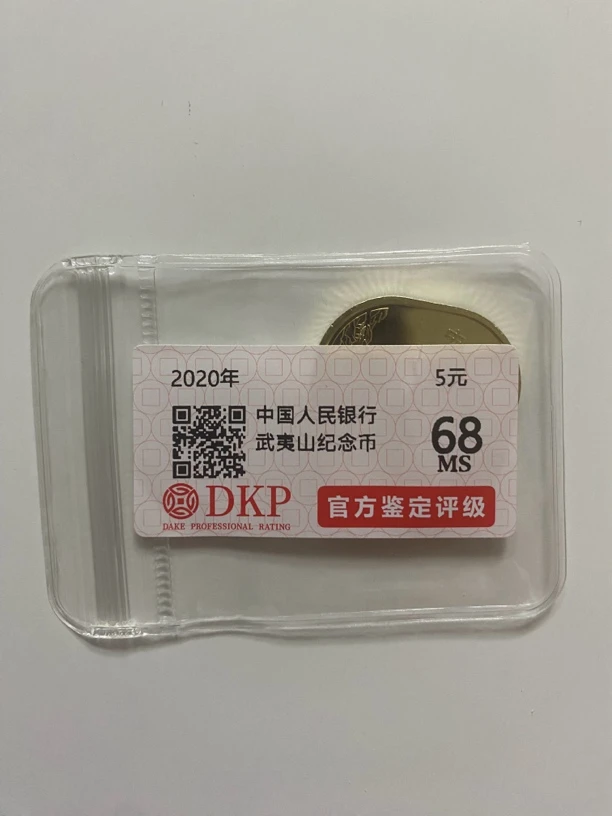 2020年 5元
中国人民银行
武夷山纪念币
68
MS
DKP
DAKE PROFESSIONAL RATING
官方鉴定评级